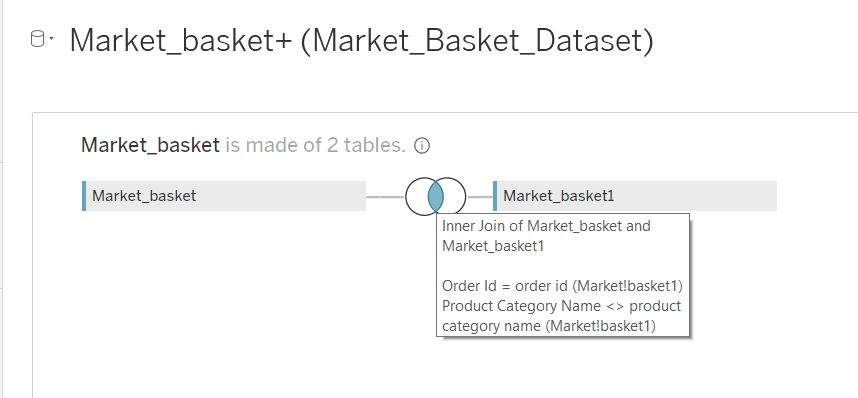 Market_basket+ (Market_Basket_Dataset)
Market_basket is made of 2 tables.
Market_basket
Market_basket1
Inner Join of Market_basket and
Market_basket1
Order Id = order id (Market!basket1)
Product Category Name <> product
category name (Market!basket1)